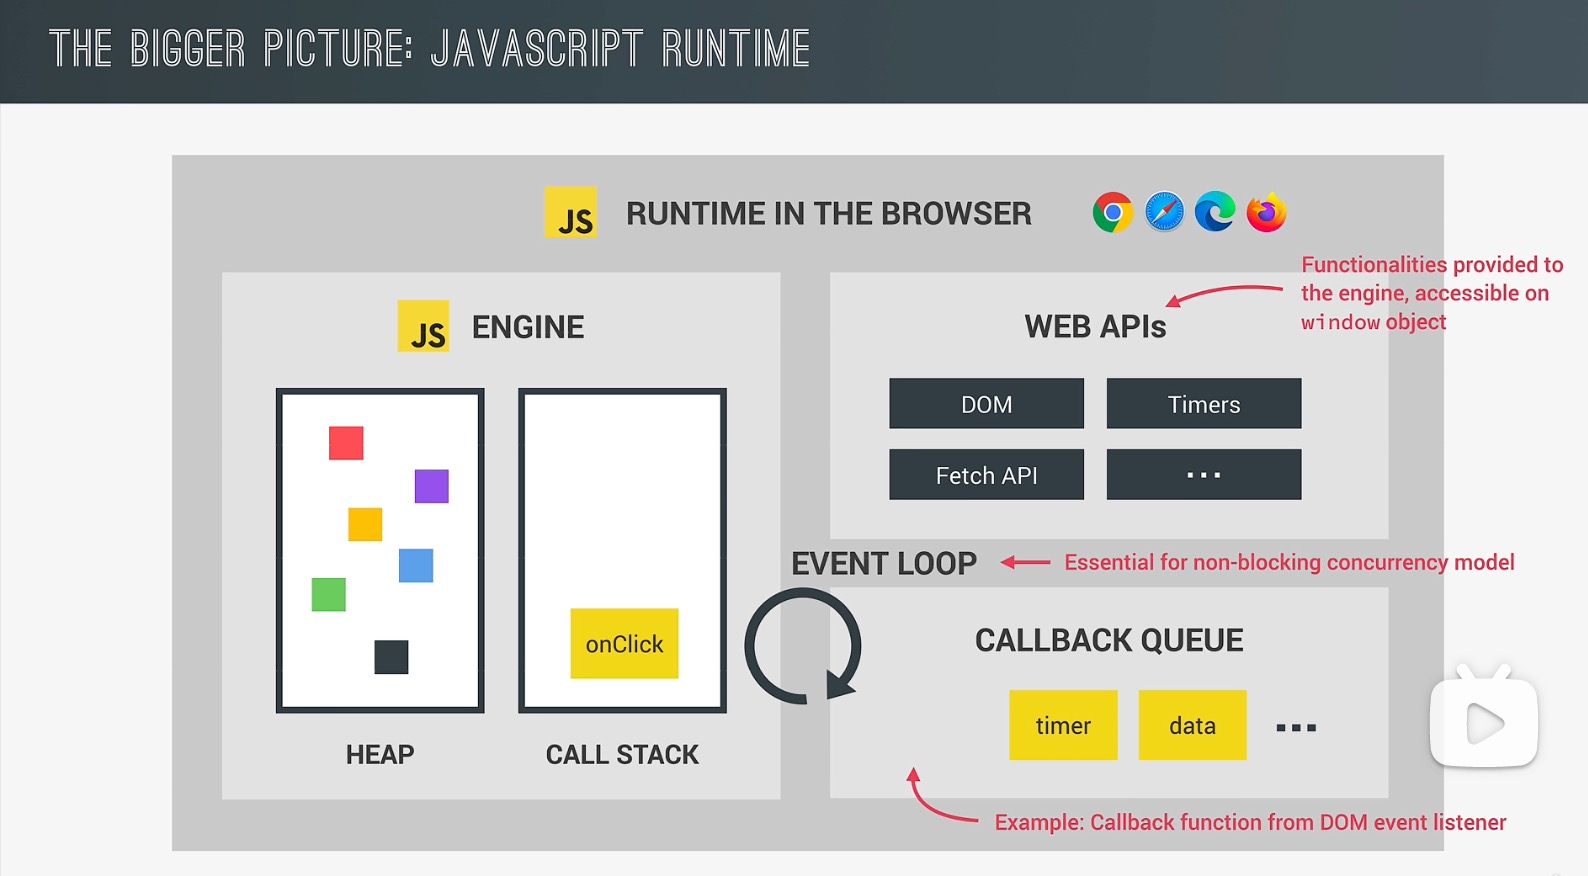 THE BIGGER PICTURE: JAVASCRIPT RUNTIME
JS RUNTIME IN THE BROWSER
JS ENGINE
HEAP
onClick
CALL STACK
WEB APIs
Functionalities provided to
the engine, accessible on
window object
DOM
Timers
Fetch API
...
EVENT LOOP
Essential for non-blocking concurrency model
CALLBACK QUEUE
timer
data
...
Example: Callback function from DOM event listener